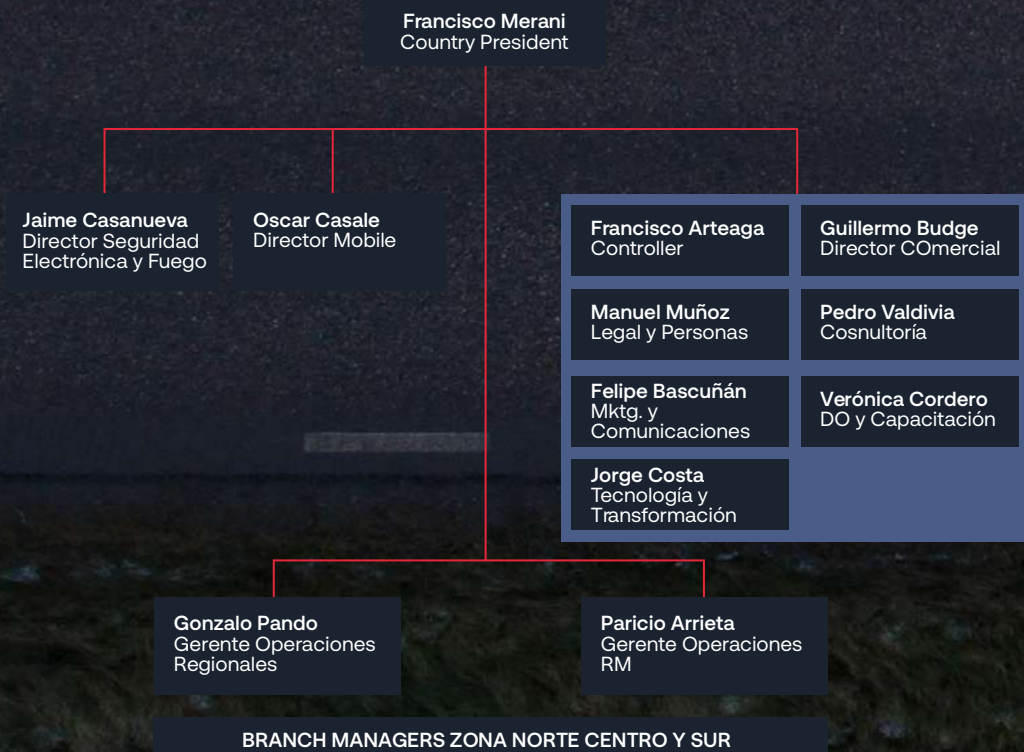 Francisco Merani
Country President
Jaime Casanueva
Director Seguridad
Electrónica y Fuego
Oscar Casale
Director Mobile
Francisco Arteaga
Controller
Guillermo Budge
Director COmercial
Manuel Muñoz
Legal y Personas
Pedro Valdivia
Cosnultoría
Felipe Bascuñán
Mktg. y
Comunicaciones
Verónica Cordero
DO y Capacitación
Jorge Costa
Tecnología y
Transformación
Gonzalo Pando
Gerente Operaciones
Regionales
Paricio Arrieta
Gerente Operaciones
RM
BRANCH MANAGERS ZONA NORTE CENTRO Y SUR